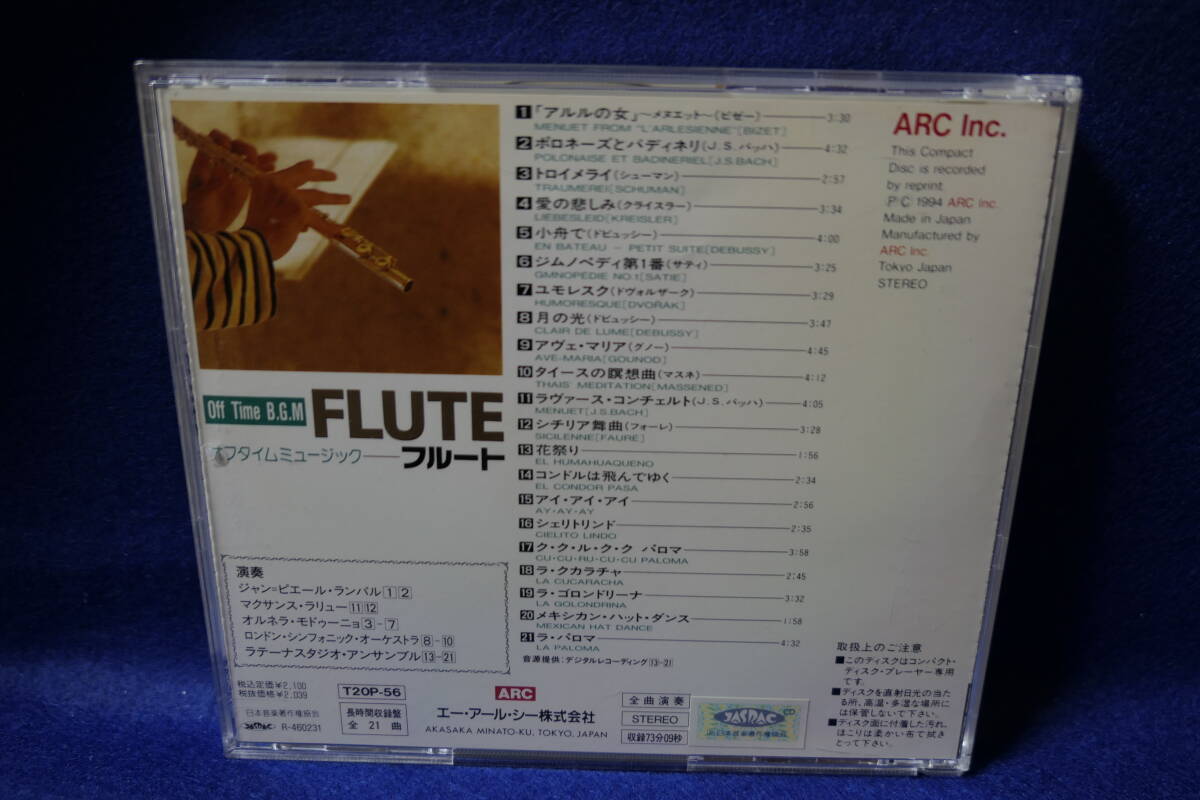 1 「アルルの女」～メヌエット～(ビゼー) 3:30
MENUET FROM "L'ARLESIENNE"[BIZET]
2 ポロネーズとバディネリ(J.S.バッハ) 4:32
POLONAISE ET BADINERIEL[J.S.BACH]
3 トロイメライ(シューマン) 2:57
TRAUMEREI[SCHUMAN]
4 愛の悲しみ(クライスラー) 3:34
LIEBESLEID[KREISLER]
5 小舟で(ドビュッシー) 4:00
EN BATEAU – PETIT SUITE[DEBUSSY]
6 ジムノペディ第1番(サティ) 3:25
GMNOPEDIE NO.1[SATIE]
7 ユモレスク(ドヴォルザーク) 3:29
HUMORESQUE[DVORAK]
8 月の光(ドビュッシー) 3:47
CLAIR DE LUME[DEBUSSY]
9 アヴェ・マリア(グノー) 4:45
AVE-MARIA[GOUNOD]
10 タイースの瞑想曲(マスネ) 4:12
THAIS' MEDITATION[MASSENED]
11 ラヴァース・コンチェルト(J.S.バッハ) 4:05
MENUET[J.S.BACH]
12 シチリア舞曲(フォーレ) 3:28
SICILENNE[FAURE]
13 花祭り 1:56
EL HUMAHUAQUENO
14 コンドルは飛んでゆく 2:34
EL CONDOR PASA
15 アイ・アイ・アイ 2:56
AY・AY・AY
16 シェリトリンド 2:35
CIELITO LINDO
17 ク・ク・ル・ク・ク パロマ 3:58
CU・CU・RU・CU・CU PALOMA
18 ラ・クカラチャ 2:45
LA CUCARACHA
19 ラ・ゴロンドリーナ 3:32
LA GOLONDRINA
20 メキシカン・ハット・ダンス 1:58
MEXICAN HAT DANCE
21 ラ・パロマ 4:32
LA PALOMA
音源提供:デジタルレコーディング13-21
ARC Inc.
This Compact
Disc is recorded
by reprint.
P C 1994 ARC Inc.
Made in Japan
Manufactured by
ARC Inc.
Tokyo Japan
STEREO
Off Time B.G.M FLUTE
オフタイムミュージック――フルート
演奏
ジャン=ピエール・ランパル1 2
マクサンス・ラリュー11 12
オルネラ・モドゥーニョ3-7
ロンドン・シンフォニック・オーケストラ8-10
ラテーナスタジオ・アンサンブル13-21
税込定価¥2,100
税抜価格¥2,039
日本音楽著作権協会
JASRAC R-460231
T20P-56
長時間収録盤
全 21 曲
ARC
エー・アール・シー株式会社
AKASAKA MINATO-KU, TOKYO, JAPAN
全曲演奏
STEREO
収録73分09秒
JASRAC
取扱上のご注意
■このディスクはコンパクト・
ディスク・プレーヤー専用
です。
■ディスクを直射日光の当た
る所、高温・多湿な場所に
は保管しないで下さい。
■ディスク面に付着した汚れ、
ほこりは柔かい布で拭き
とって下さい。